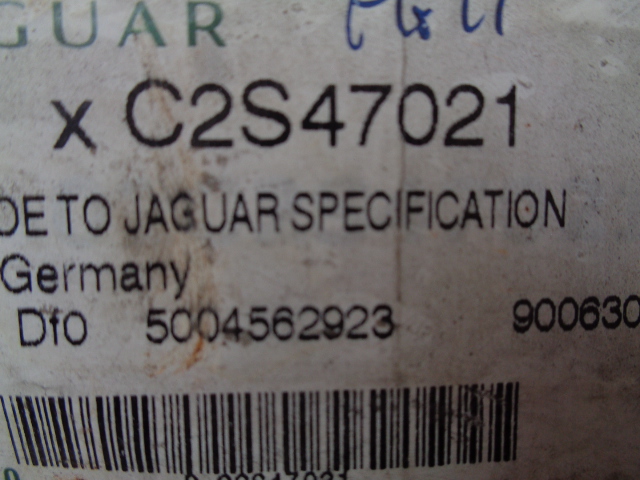 GUAR
x C2S47021
DE TO JAGUAR SPECIFICATION
Germany
Dfo 5004562923 900630